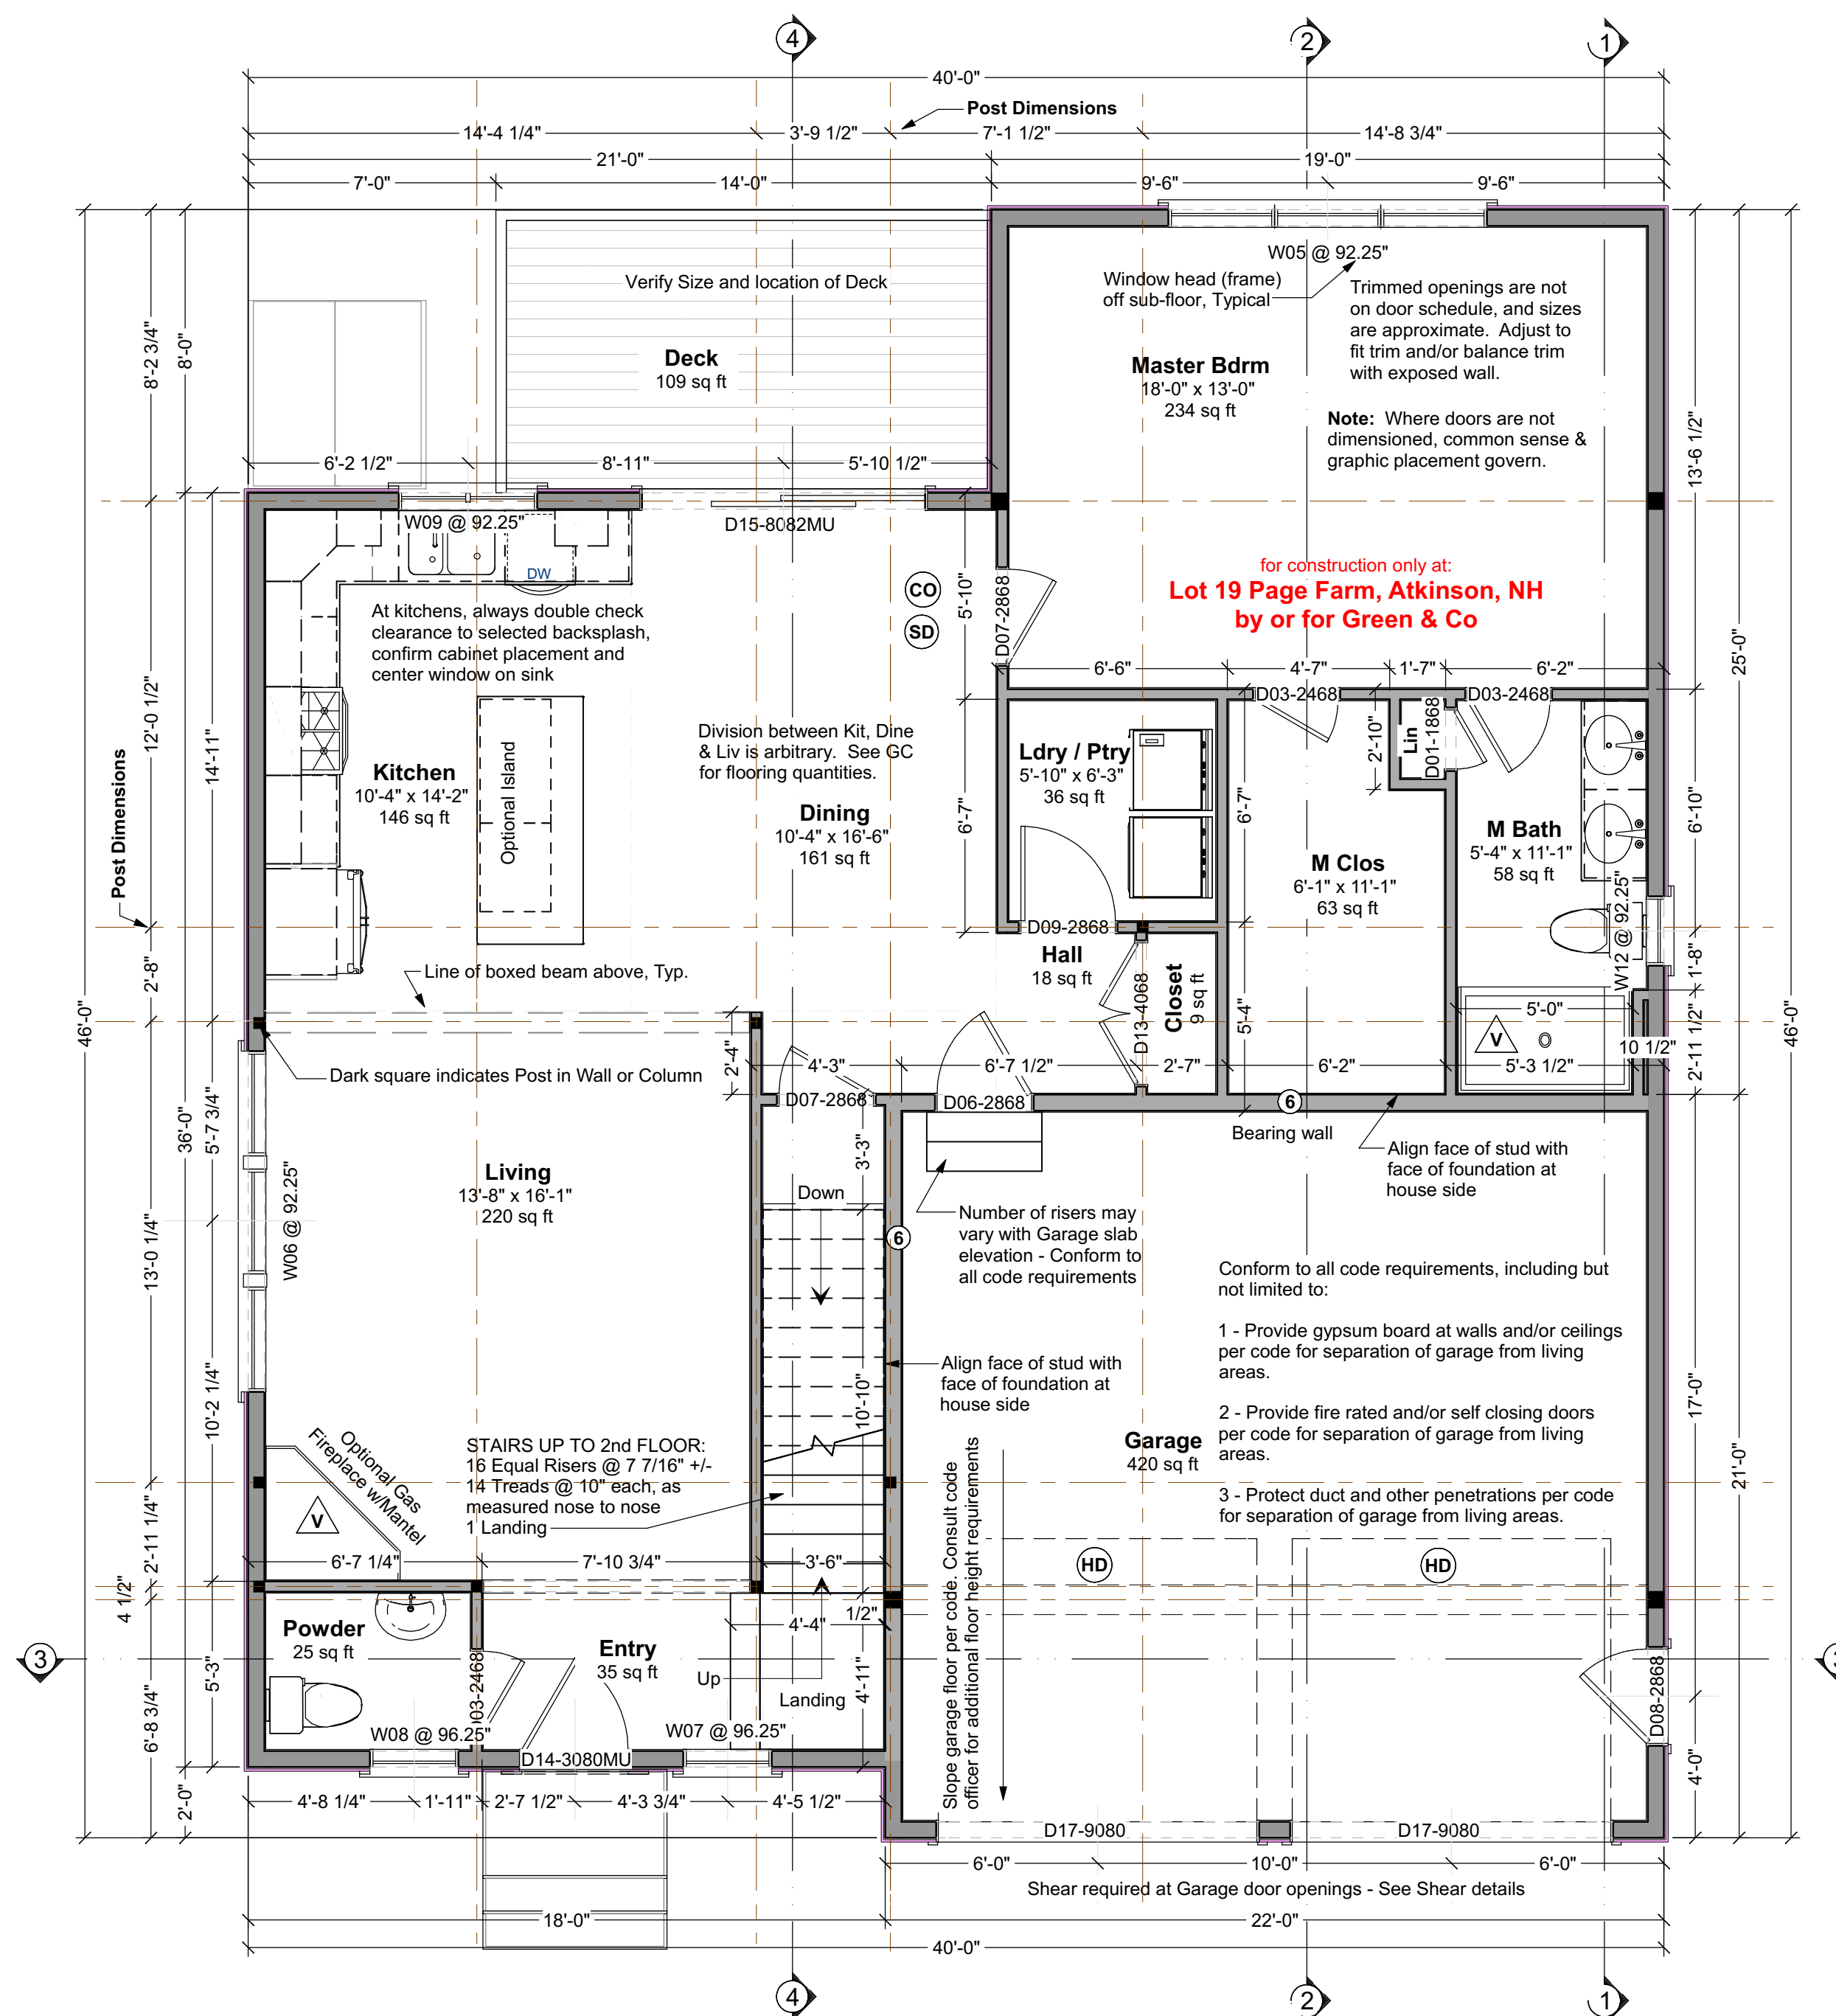 4
2
1
40'-0"
Post Dimensions
14'-4 1/4"
3'-9 1/2"
7'-1 1/2"
14'-8 3/4"
21'-0"
19'-0"
7'-0"
14'-0"
9'-6"
9'-6"
W05 @ 92.25"
Window head (frame)
off sub-floor, Typical
Trimmed openings are not
on door schedule, and sizes
are approximate. Adjust to
fit trim and/or balance trim
with exposed wall.
Verify Size and location of Deck
Deck
109 sq ft
Master Bdrm
18'-0" x 13'-0"
234 sq ft
Note: Where doors are not
dimensioned, common sense &
graphic placement govern.
8'-2 3/4"
8'-0"
13'-6 1/2"
6'-2 1/2"
8'-11"
5'-10 1/2"
W09 @ 92.25"
D15-8082MU
DW
CO
SD
5'-10"
D07-2868
for construction only at:
Lot 19 Page Farm, Atkinson, NH
by or for Green & Co
At kitchens, always double check
clearance to selected backsplash,
confirm cabinet placement and
center window on sink
25'-0"
6'-6"
4'-7"
1'-7"
6'-2"
D03-2468
D03-2468
12'-0 1/2"
14'-11"
Post Dimensions
Division between Kit, Dine
& Liv is arbitrary. See GC
for flooring quantities.
Kitchen
10'-4" x 14'-2"
146 sq ft
Optional Island
Dining
10'-4" x 16'-6"
161 sq ft
6'-7"
Ldry / Ptry
5'-10" x 6'-3"
36 sq ft
6'-7"
2'-10"
Lin
D01-1868
M Bath
5'-4" x 11'-1"
58 sq ft
6'-10"
M Clos
6'-1" x 11'-1"
63 sq ft
W12 @ 92.25"
D09-2868
Hall
18 sq ft
D13-4068
Closet
9 sq ft
5'-4"
1'-8"
2'-8"
Line of boxed beam above, Typ.
46'-0"
46'-0"
5'-0"
V
10 1/2"
2'-11 1/2"
2'-4"
4'-3"
6'-7 1/2"
2'-7"
6'-2"
5'-3 1/2"
Dark square indicates Post in Wall or Column
D07-2868
D06-2868
6
Bearing wall
Align face of stud with
face of foundation at
house side
36'-0"
5'-7 3/4"
3'-3"
Living
13'-8" x 16'-1"
220 sq ft
W06 @ 92.25"
Down
6
Number of risers may
vary with Garage slab
elevation - Conform to
all code requirements
13'-0 1/4"
Conform to all code requirements, including but
not limited to:
1 - Provide gypsum board at walls and/or ceilings
per code for separation of garage from living
areas.
2 - Provide fire rated and/or self closing doors
per code for separation of garage from living
areas.
3 - Protect duct and other penetrations per code
for separation of garage from living areas.
Align face of stud with
face of foundation at
house side
10'-2 1/4"
10'-10"
17'-0"
21'-0"
Garage
420 sq ft
Optional Gas
Fireplace w/Mantel
V
STAIRS UP TO 2nd FLOOR:
16 Equal Risers @ 7 7/16" +/-
14 Treads @ 10" each, as
measured nose to nose
1 Landing
Slope garage floor per code. Consult code
officer for additional floor height requirements
HD
HD
2'-11 1/4"
4 1/2"
6'-7 1/4"
7'-10 3/4"
3'-6"
1/2"
4'-4"
Powder
25 sq ft
Entry
35 sq ft
3
3
5'-3"
6'-8 3/4"
D03-2468
Up
Landing
4'-11"
D08-2868
W08 @ 96.25"
W07 @ 96.25"
D14-3080MU
4'-0"
2'-0"
4'-8 1/4"
1'-11"
2'-7 1/2"
4'-3 3/4"
4'-5 1/2"
D17-9080
D17-9080
6'-0"
10'-0"
6'-0"
Shear required at Garage door openings - See Shear details
18'-0"
22'-0"
40'-0"
4
2
1